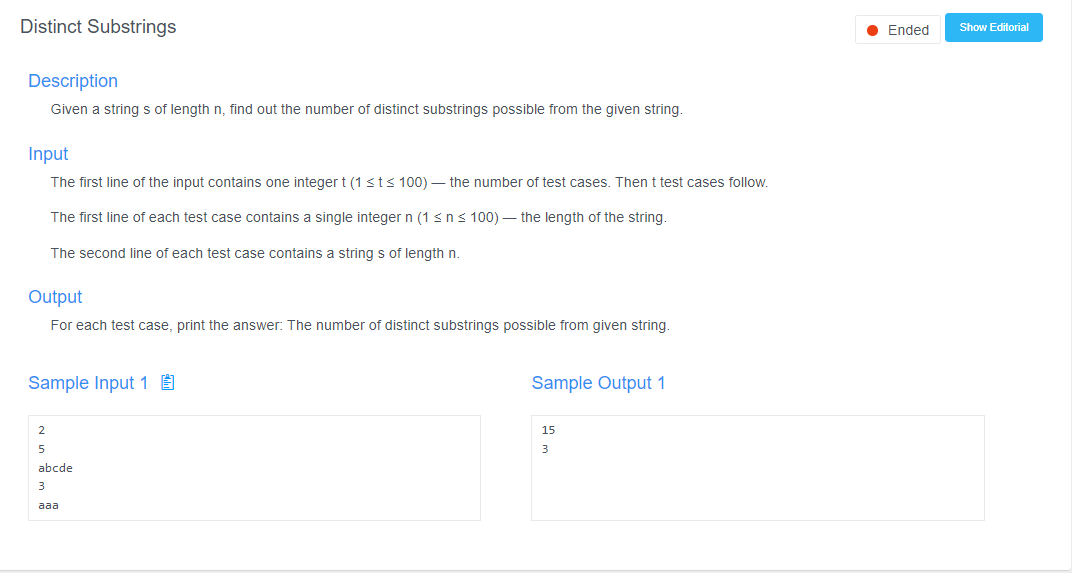 Distinct Substrings
Ended
Show Editorial
Description
Given a string s of length n, find out the number of distinct substrings possible from the given string.
Input
The first line of the input contains one integer t (1 ≤ t ≤ 100) — the number of test cases. Then t test cases follow.
The first line of each test case contains a single integer n (1 ≤ n ≤ 100) — the length of the string.
The second line of each test case contains a string s of length n.
Output
For each test case, print the answer: The number of distinct substrings possible from given string.
Sample Input 1
2
5
abcde
3
aaa
Sample Output 1
15
3